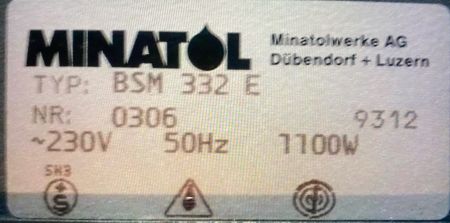 MINATOL
Minatolwerke AG
Dübendorf + Luzern
TYP: BSM 332 E
NR: 0306 9312
~230V 50Hz 1100W